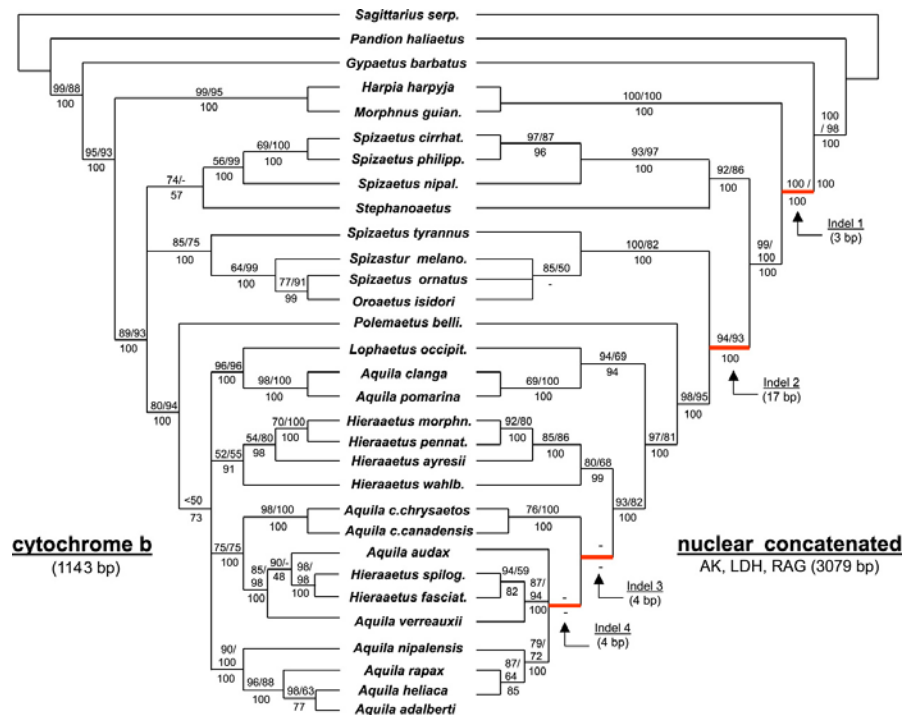 Sagittarius serp.
Pandion haliaetus
Gypaetus barbatus
Harpia harpyja
Morphnus guian.
Spizaetus cirrhat.
Spizaetus philipp.
Spizaetus nipal.
Stephanoaetus
Spizaetus tyrannus
Spizastur melano.
Spizaetus ornatus
Oroaetus isidori
Polemaetus belli.
Lophaetus occipit.
Aquila clanga
Aquila pomarina
Hieraaetus morphn.
Hieraaetus pennat.
Hieraaetus ayresii
Hieraaetus wahlb.
Aquila c.chrysaetos
Aquila c.canadensis
Aquila audax
Hieraaetus spilog.
Hieraaetus fasciat.
Aquila verreauxii
Aquila nipalensis
Aquila rapax
Aquila heliaca
Aquila adalberti
cytochrome b
(1143 bp)
99/88
100
95/93
100
99/95
100
69/100
100
56/99
100
74/-
57
85/75
100
64/99
100
77/91
99
89/93
100
80/94
100
96/96
100
98/100
100
70/100
100
54/80
98
52/55
91
<50
73
98/100
100
75/75
100
90/-
48
98/
98
100
85/
98
100
90/
100
100
96/88
100
98/63
77
nuclear concatenated
AK, LDH, RAG (3079 bp)
100
/ 98
100
100/100
100
97/87
96
93/97
100
92/86
100
100 /
100
100
Indel 1
(3 bp)
99/
100
100
100/82
100
85/50
-
94/93
100
Indel 2
(17 bp)
94/69
94
69/100
100
98/95
100
97/81
100
92/80
100
85/86
100
80/68
99
93/82
100
76/100
100
-
-
Indel 3
(4 bp)
94/59
82
87/
94
100
-
-
Indel 4
(4 bp)
79/
72
100
87/
64
85